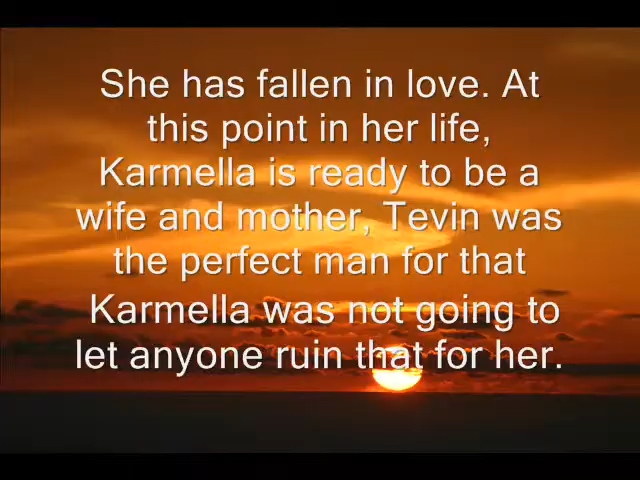 She has fallen in love. At
this point in her life,
Karmella is ready to be a
wife and mother, Tevin was
the perfect man for that
Karmella was not going to
let anyone ruin that for her.